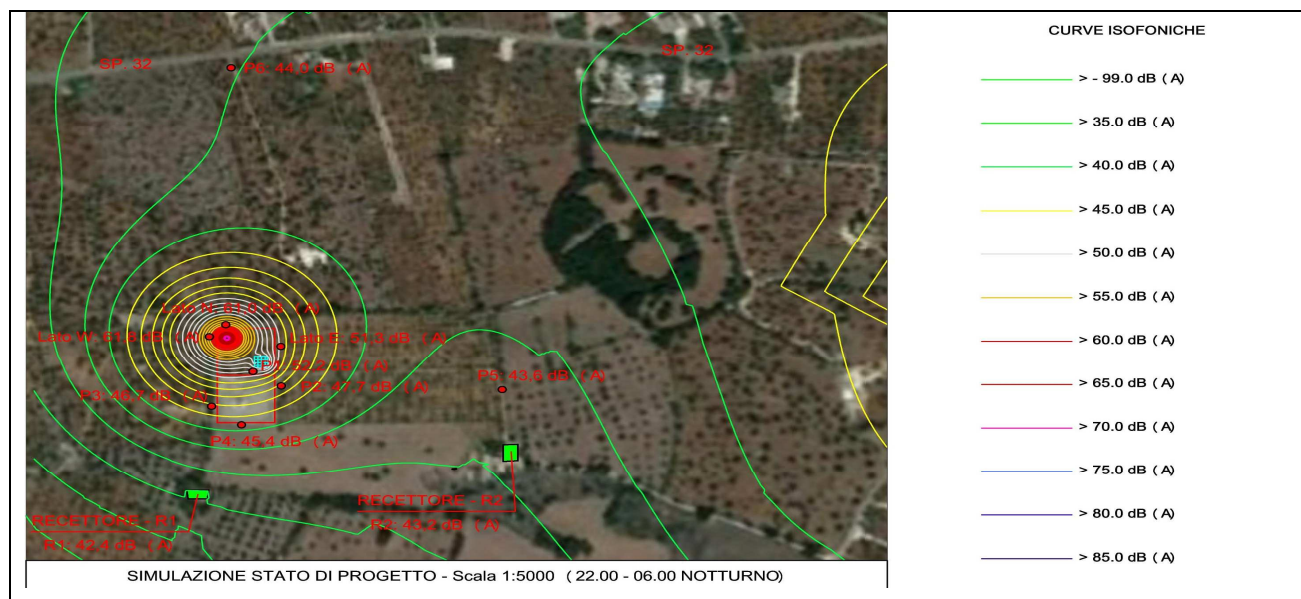 CURVE ISOFONICHE
SP. 32
SP. 32
P6: 44.0 dB (A)
> - 99.0 dB (A)
> 35.0 dB (A)
> 40.0 dB (A)
> 45.0 dB (A)
> 50.0 dB (A)
> 55.0 dB (A)
> 60.0 dB (A)
> 65.0 dB (A)
> 70.0 dB (A)
> 75.0 dB (A)
> 80.0 dB (A)
> 85.0 dB (A)
Lato N: dB (A)
Lato W: 61.8 dB (A)
Lato E: 51.3 dB (A)
P1: 52.2 dB (A)
P2: 47.7 dB (A)
P3: 46.7 dB (A)
P5: 43.6 dB (A)
P4: 45.4 dB (A)
RECETTORE - R2
R2: 43.2 dB (A)
RECETTORE - R1
R1: 42.4 dB (A)
SIMULAZIONE STATO DI PROGETTO - Scala 1:5000 (22.00 - 06.00 NOTTURNO)